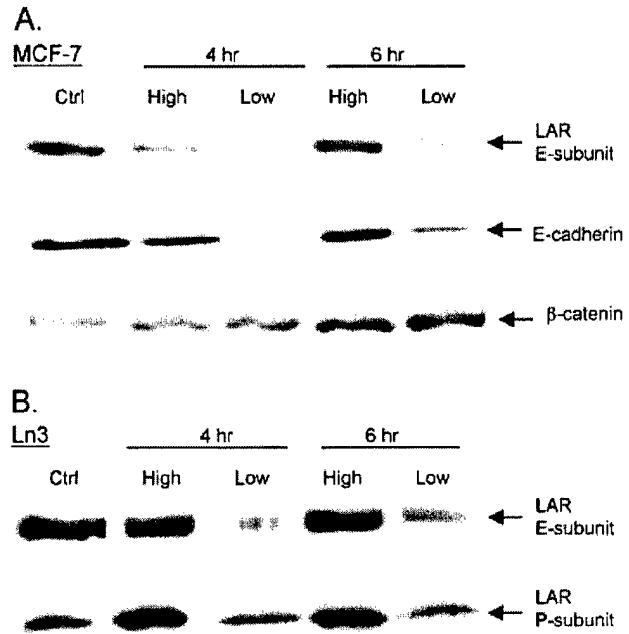 A.
MCF-7
4 hr
6 hr
Ctrl
High
Low
High
Low
LAR
E-subunit
E-cadherin
β-catenin
B.
Ln3
4 hr
6 hr
Ctrl
High
Low
High
Low
LAR
E-subunit
LAR
P-subunit